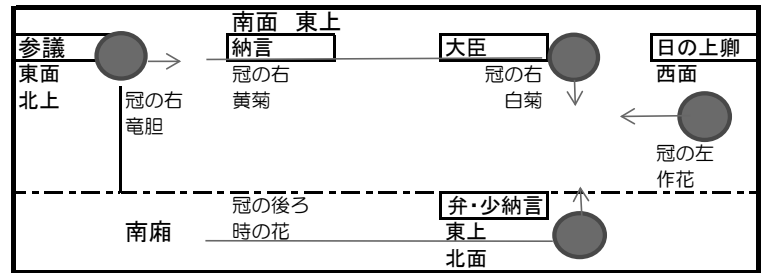 南面 東上
参議
東面
北上
冠の右
竜胆
納言
冠の右
黄菊
大臣
冠の右
白菊
日の上卿
西面
冠の左
作花
南廂
冠の後ろ
時の花
弁・少納言
東上
北面